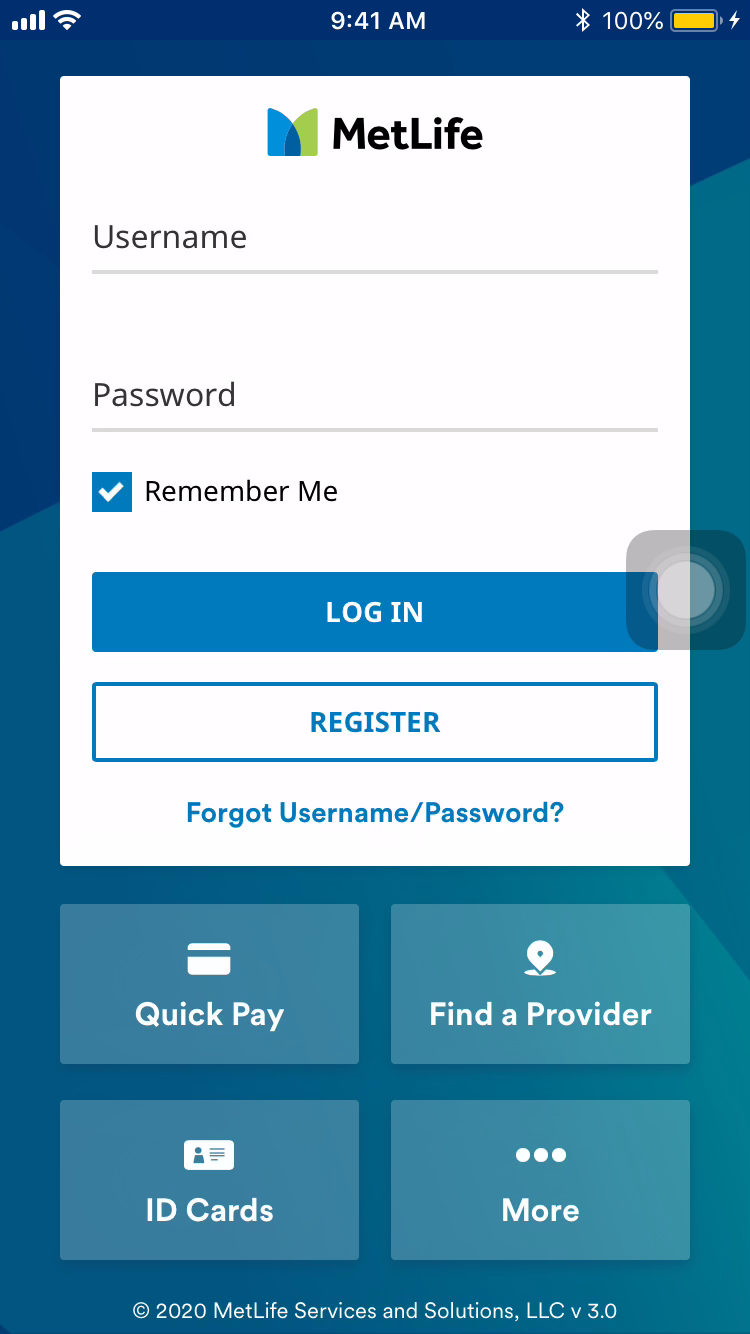 9:41 AM
100%
MetLife
Username
Password
Remember Me
LOG IN
REGISTER
Forgot Username/Password?
Quick Pay
Find a Provider
ID Cards
More
© 2020 MetLife Services and Solutions, LLC v 3.0